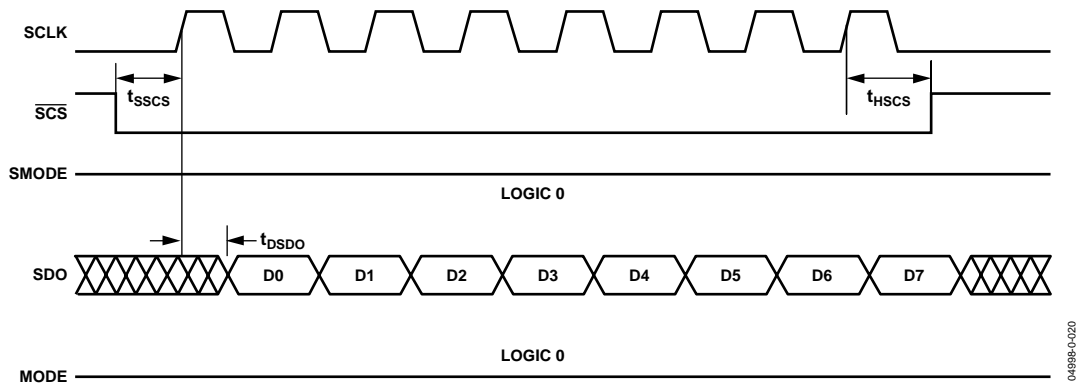 SCLK
tSSCS
tHSCS
SCS
SMODE
LOGIC 0
tDSDO
SDO
D0 D1 D2 D3 D4 D5 D6 D7
LOGIC 0
MODE
04998-0-020